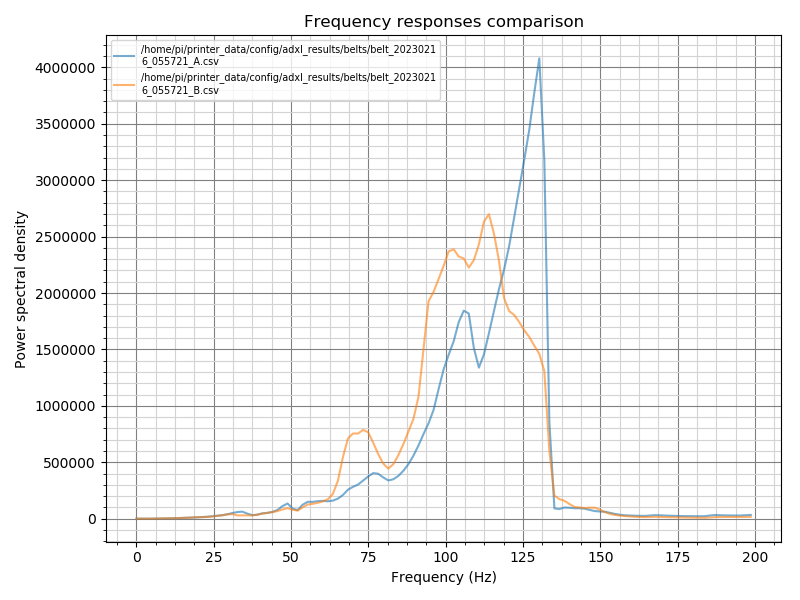 Frequency responses comparison
/home/pi/printer_data/config/adxl_results/belts/belt_2023021
6_055721_A.csv
/home/pi/printer_data/config/adxl_results/belts/belt_2023021
6_055721_B.csv
4000000
3500000
3000000
2500000
2000000
1500000
1000000
500000
0
Power spectral density
0 25 50 75 100 125 150 175 200
Frequency (Hz)